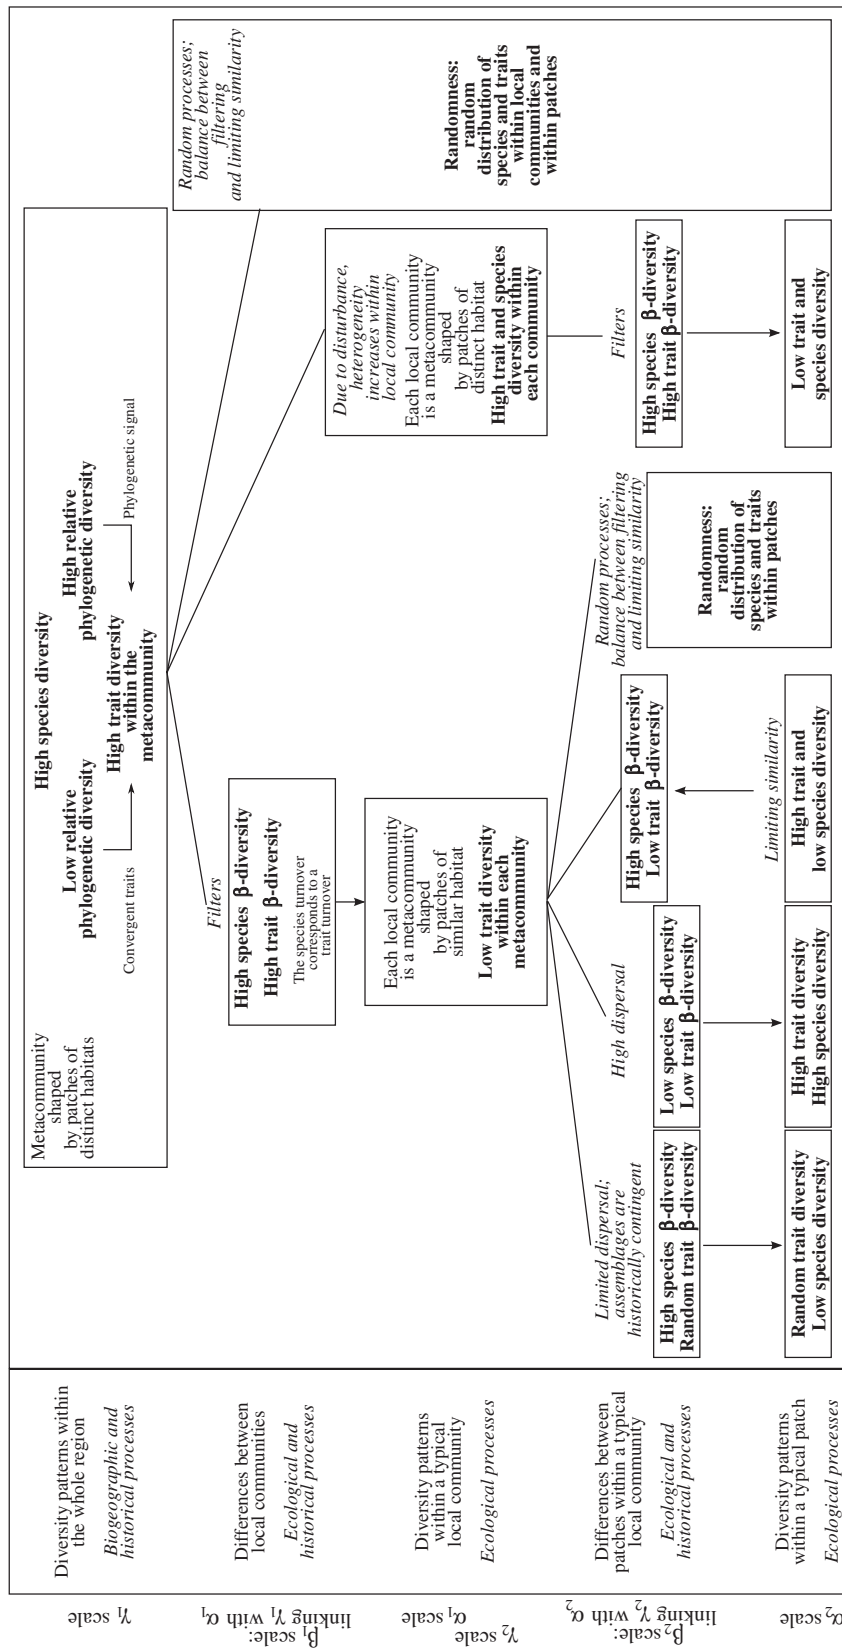 γ1 scale
Diversity patterns within
the whole region
Biogeographic and
historical processes
Metacommunity
shaped
by patches of
distinct habitats
High species diversity
Low relative
phylogenetic diversity
High relative
phylogenetic diversity
Convergent traits
Phylogenetic signal
High trait diversity
within the
metacommunity
β1 scale:
linking γ1 with α1
Differences between
local communities
Ecological and
historical processes
Filters
High species β-diversity
High trait β-diversity
The species turnover
corresponds to a
trait turnover
Random processes;
balance between
filtering
and limiting similarity
Randomness:
random
distribution of
species and traits
within local
communities and
within patches
γ2 scale
α1 scale
Diversity patterns
within a typical
local community
Ecological processes
Each local community
is a metacommunity
shaped
by patches of
similar habitat
Low trait diversity
within each
metacommunity
Due to disturbance,
heterogeneity
increases within
local community
Each local community
is a metacommunity
shaped
by patches of
distinct habitat
High trait and species
diversity within
each community
β2 scale:
linking γ2 with α2
Differences between
patches within a typical
local community
Ecological and
historical processes
Limited dispersal;
assemblages are
historically contingent
High species β-diversity
Random trait β-diversity
High dispersal
Low species β-diversity
Low trait β-diversity
High species β-diversity
Low trait β-diversity
Random processes;
balance between filtering
and limiting similarity
Randomness:
random
distribution of
species and traits
within patches
Filters
High species β-diversity
High trait β-diversity
α2 scale
Diversity patterns
within a typical patch
Ecological processes
Random trait diversity
Low species diversity
High trait diversity
High species diversity
Limiting similarity
High trait and
low species diversity
Low trait and
species diversity